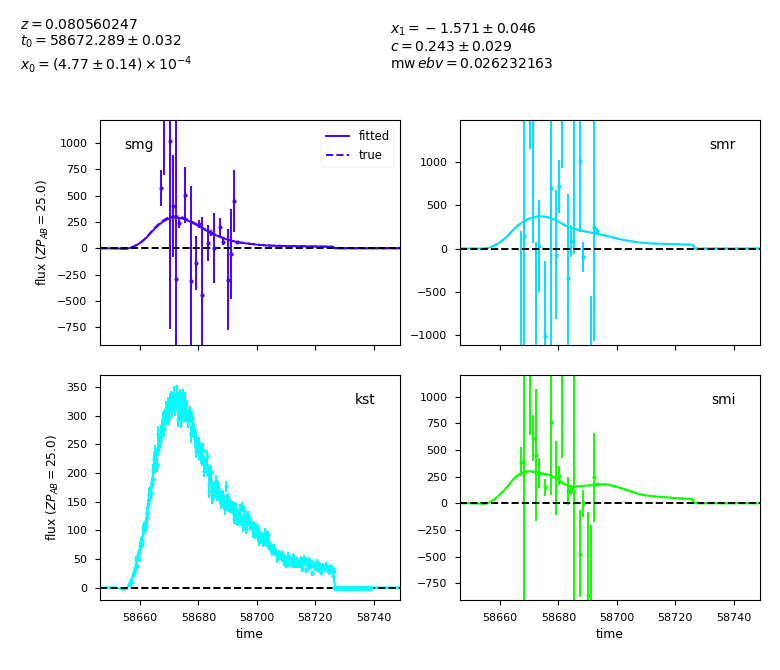 z = 0.080560247
t₀ = 58672.289 ± 0.032
x₀ = (4.77 ± 0.14) × 10⁻⁴
x₁ = −1.571 ± 0.046
c = 0.243 ± 0.029
mw ebv = 0.026232163
smg
fitted
true
1000
750
500
250
0
−250
−500
−750
flux (ZP_AB = 25.0)
smr
1000
500
0
−500
−1000
kst
350
300
250
200
150
100
50
0
flux (ZP_AB = 25.0)
58660 58680 58700 58720 58740
time
smi
1000
750
500
250
0
−250
−500
−750
58660 58680 58700 58720 58740
time